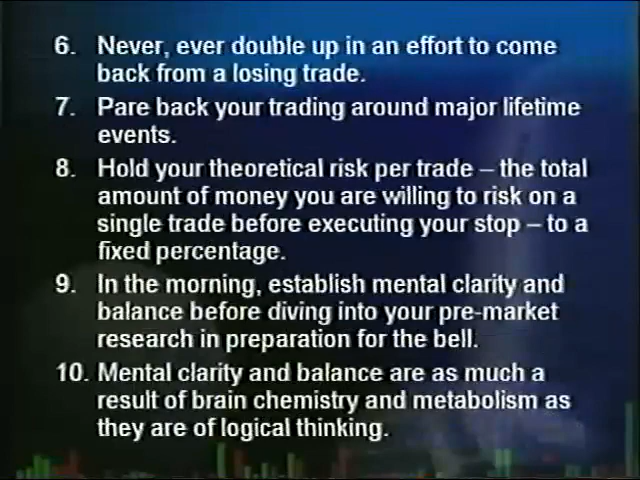 6. Never, ever double up in an effort to come
back from a losing trade.
7. Pare back your trading around major lifetime
events.
8. Hold your theoretical risk per trade – the total
amount of money you are willing to risk on a
single trade before executing your stop – to a
fixed percentage.
9. In the morning, establish mental clarity and
balance before diving into your pre-market
research in preparation for the bell.
10. Mental clarity and balance are as much a
result of brain chemistry and metabolism as
they are of logical thinking.